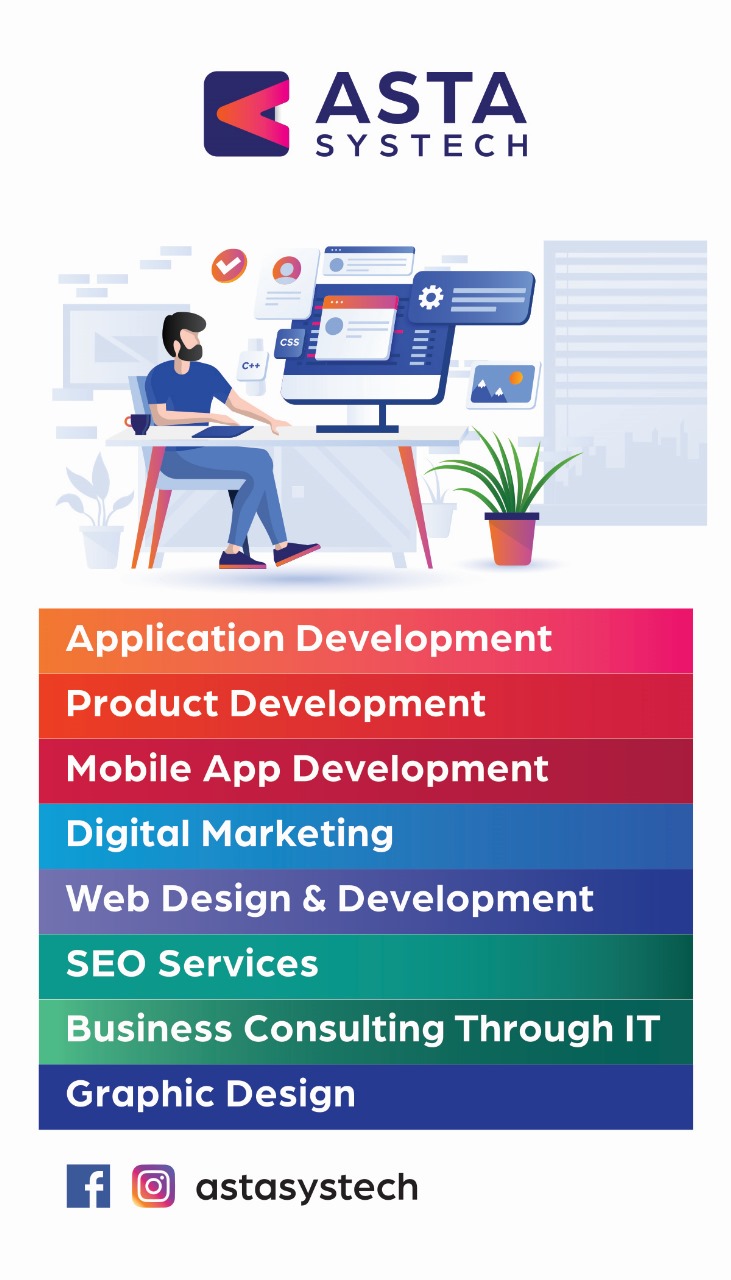 ASTA
SYSTECH
CSS
C++
Application Development
Product Development
Mobile App Development
Digital Marketing
Web Design & Development
SEO Services
Business Consulting Through IT
Graphic Design
astasystech